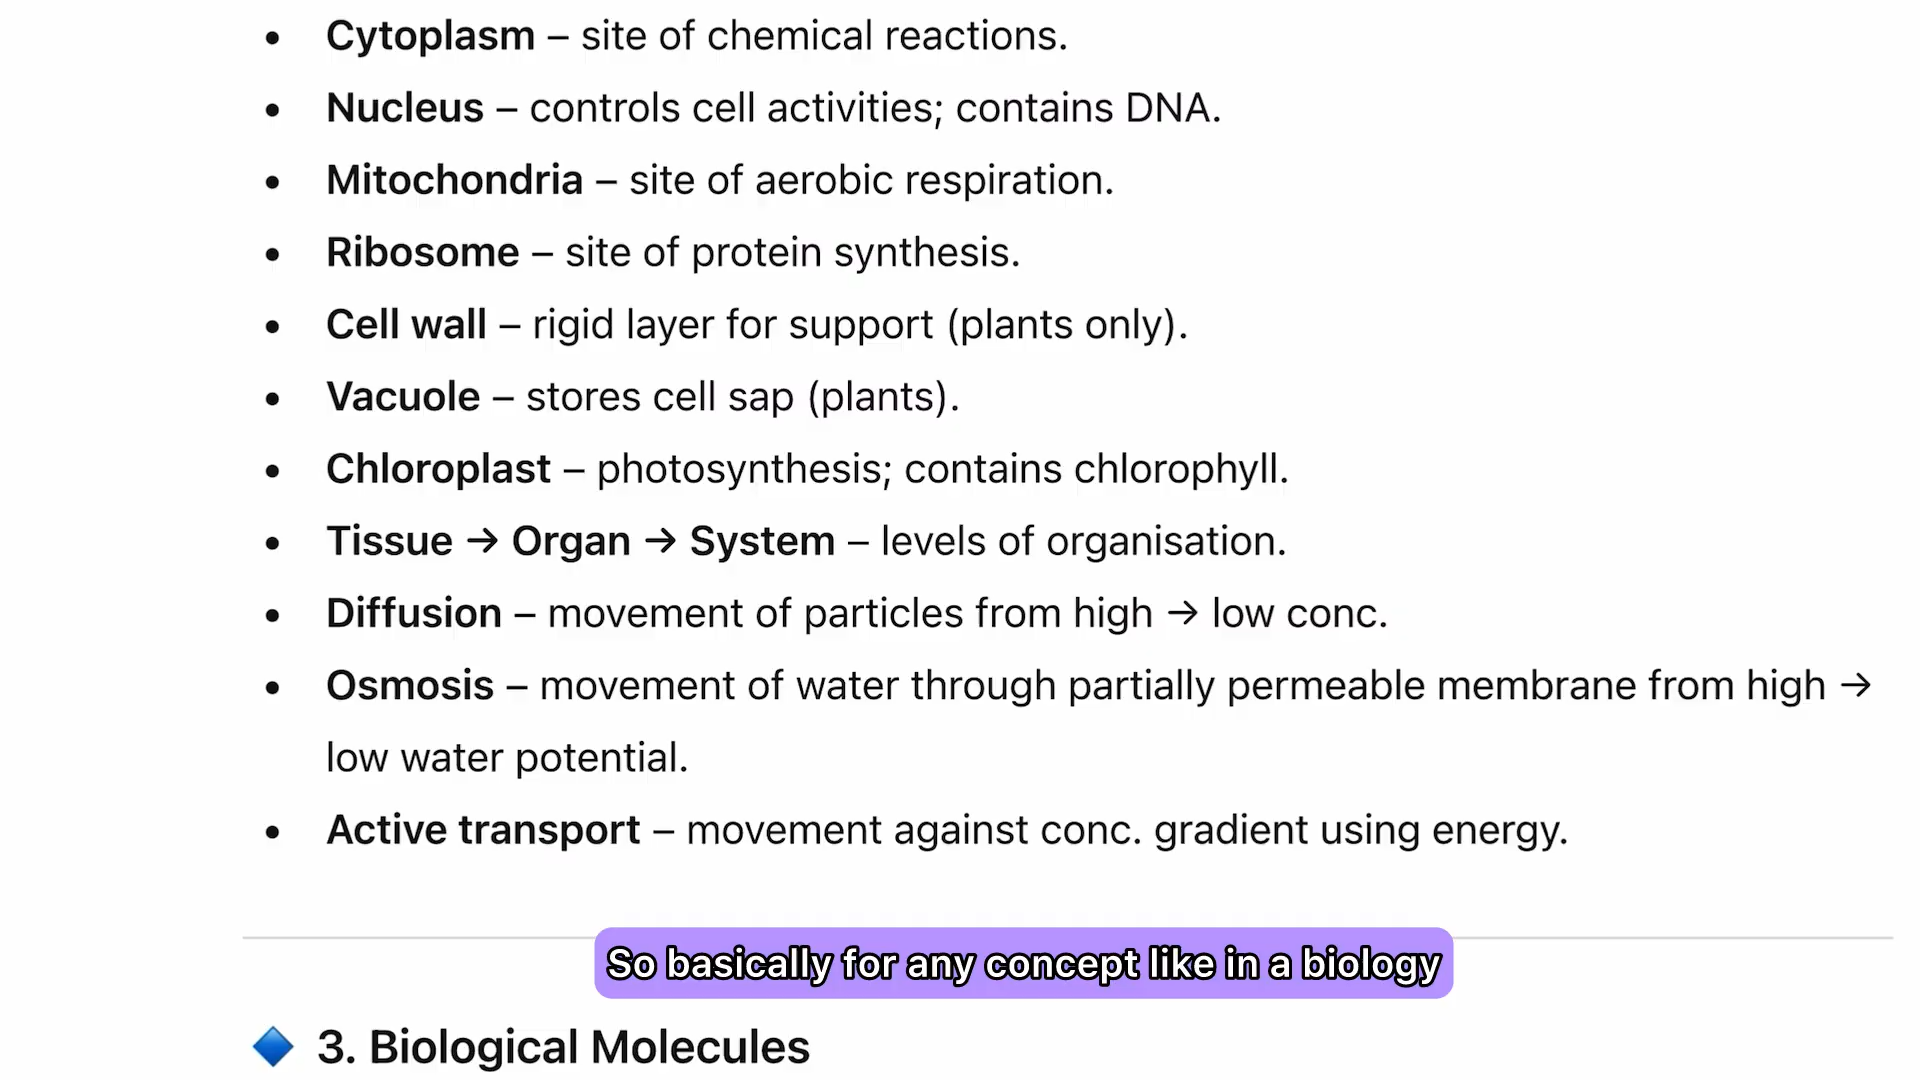 • Cytoplasm – site of chemical reactions.
• Nucleus – controls cell activities; contains DNA.
• Mitochondria – site of aerobic respiration.
• Ribosome – site of protein synthesis.
• Cell wall – rigid layer for support (plants only).
• Vacuole – stores cell sap (plants).
• Chloroplast – photosynthesis; contains chlorophyll.
• Tissue → Organ → System – levels of organisation.
• Diffusion – movement of particles from high → low conc.
• Osmosis – movement of water through partially permeable membrane from high →
low water potential.
• Active transport – movement against conc. gradient using energy.
So basically for any concept like in a biology
🔷 3. Biological Molecules